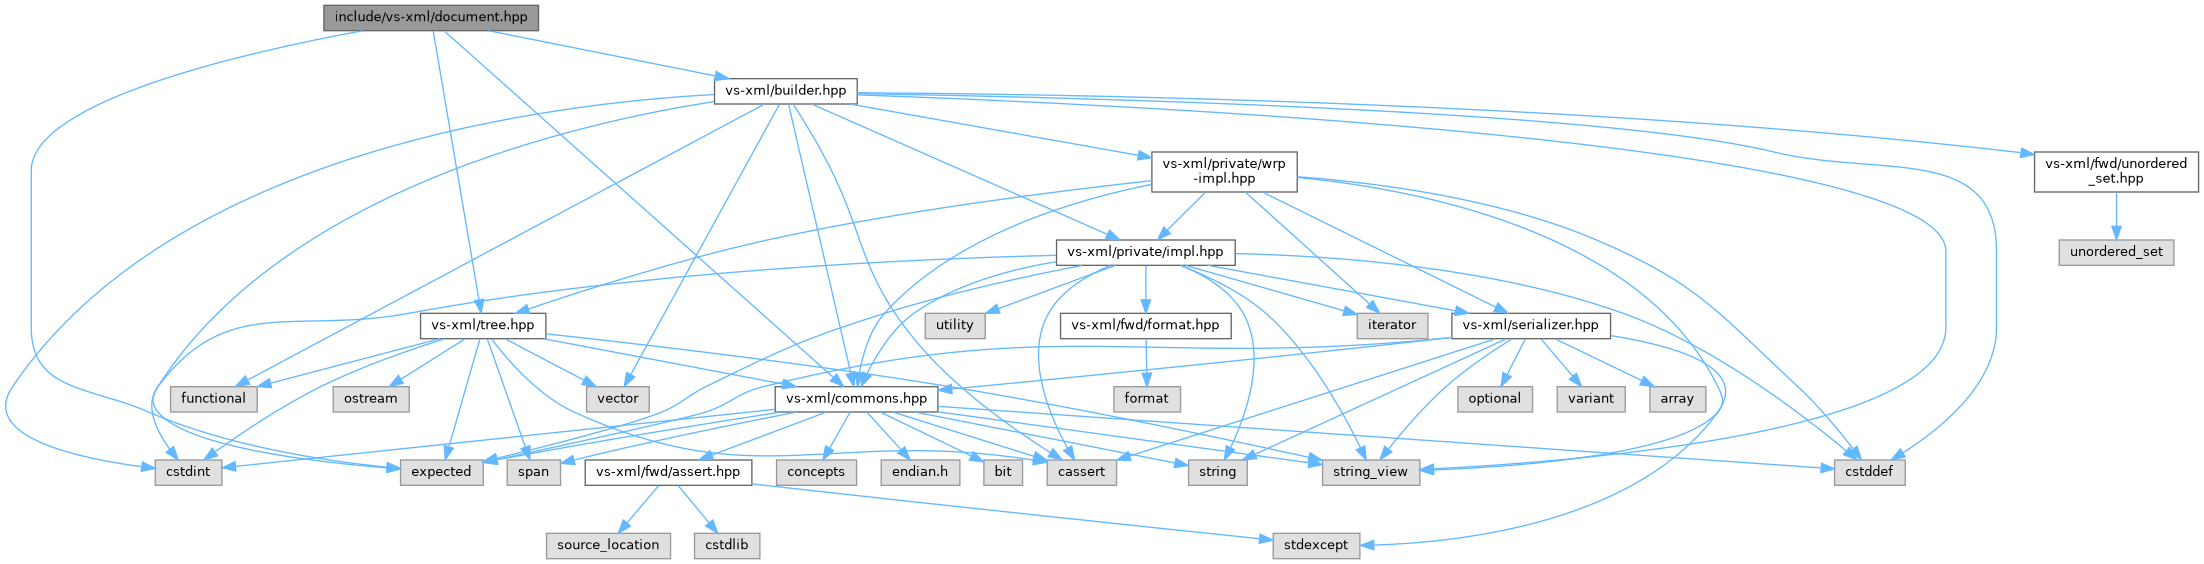 include/vs-xml/document.hpp
vs-xml/builder.hpp
vs-xml/private/wrp
-impl.hpp
vs-xml/fwd/unordered
_set.hpp
vs-xml/private/impl.hpp
unordered_set
vs-xml/tree.hpp
utility
vs-xml/fwd/format.hpp
iterator
vs-xml/serializer.hpp
functional
ostream
vector
vs-xml/commons.hpp
format
optional
variant
array
cstdint
expected
span
vs-xml/fwd/assert.hpp
concepts
endian.h
bit
cassert
string
string_view
cstddef
source_location
cstdlib
stdexcept